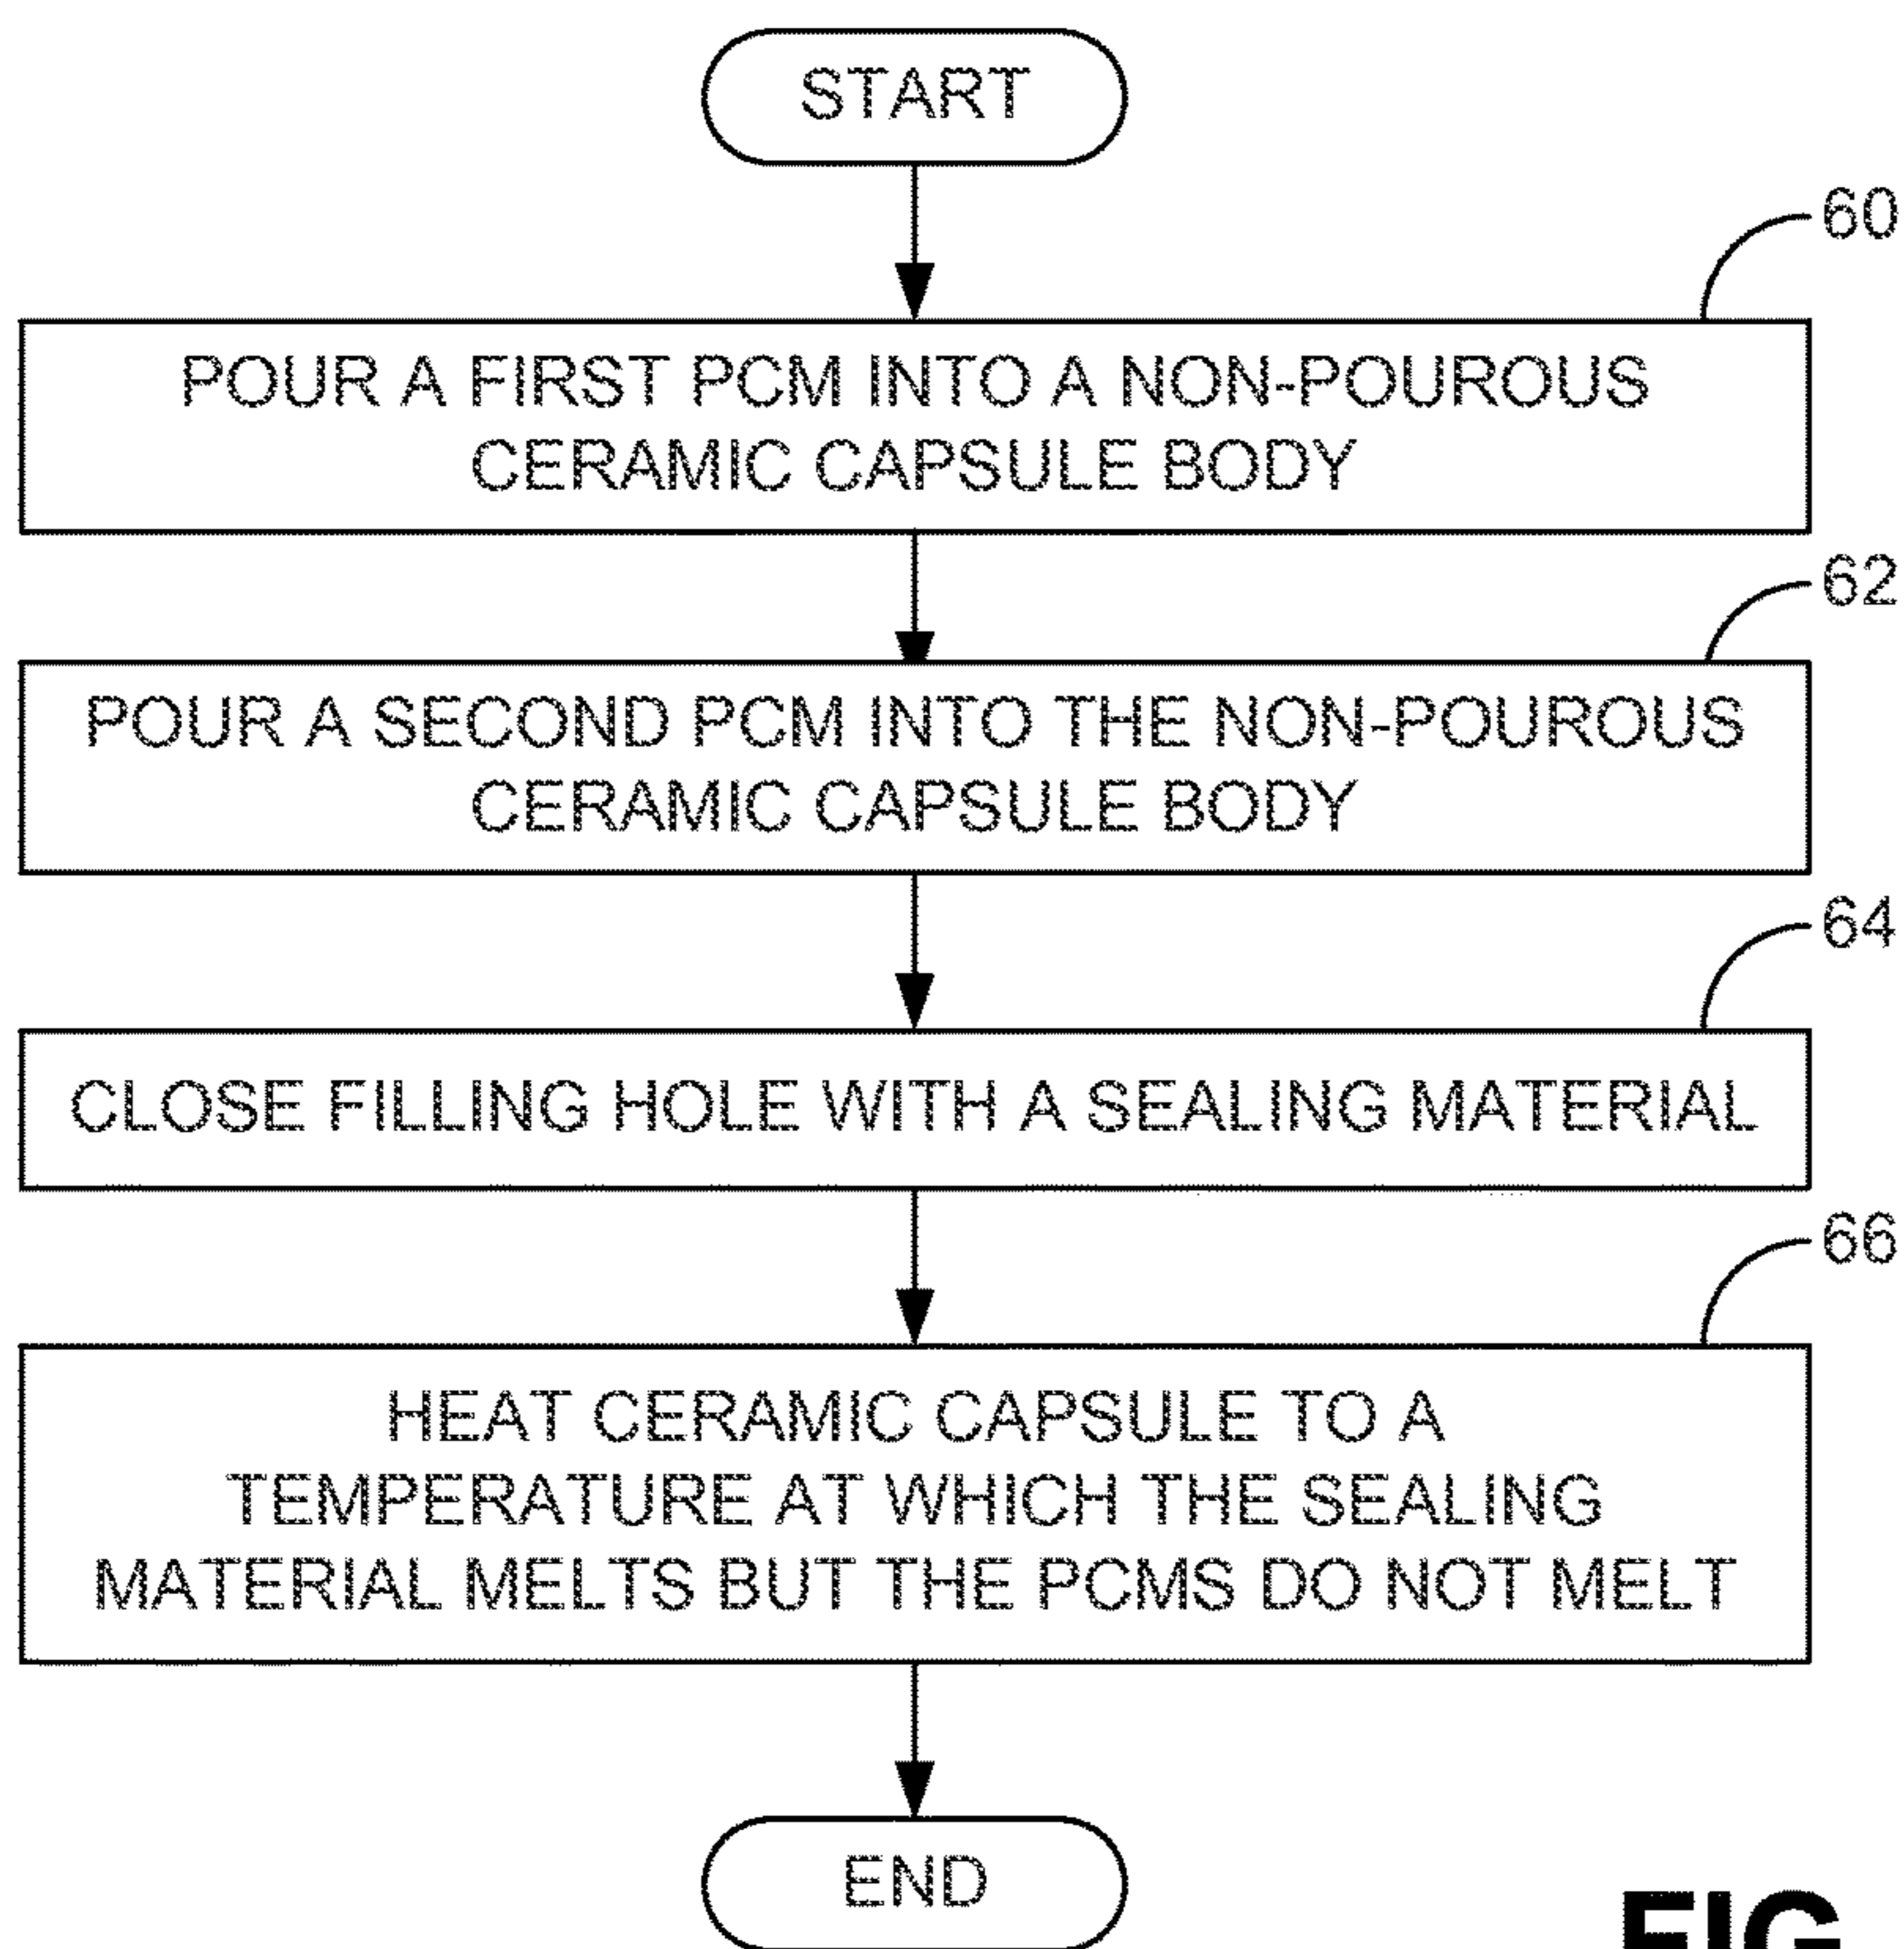 START
60
POUR A FIRST PCM INTO A NON-POUROUS
CERAMIC CAPSULE BODY
62
POUR A SECOND PCM INTO THE NON-POUROUS
CERAMIC CAPSULE BODY
64
CLOSE FILLING HOLE WITH A SEALING MATERIAL
66
HEAT CERAMIC CAPSULE TO A
TEMPERATURE AT WHICH THE SEALING
MATERIAL MELTS BUT THE PCMS DO NOT MELT
END
FIG